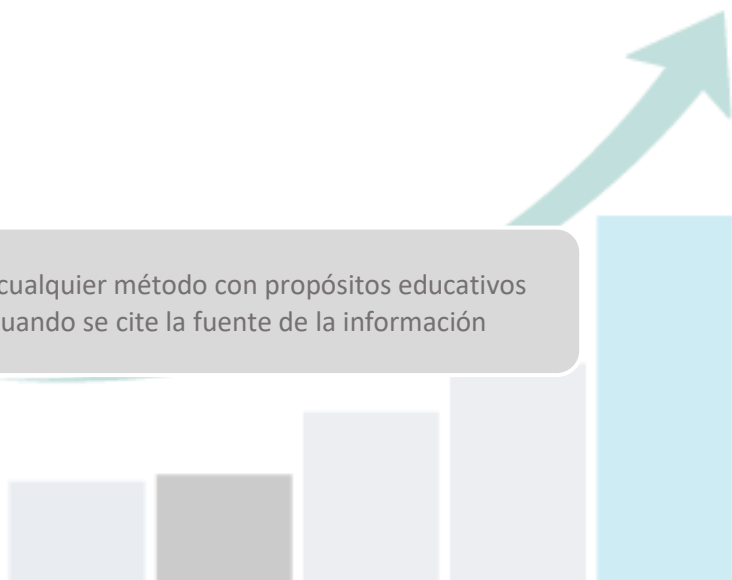 cualquier método con propósitos educativos
uando se cite la fuente de la información